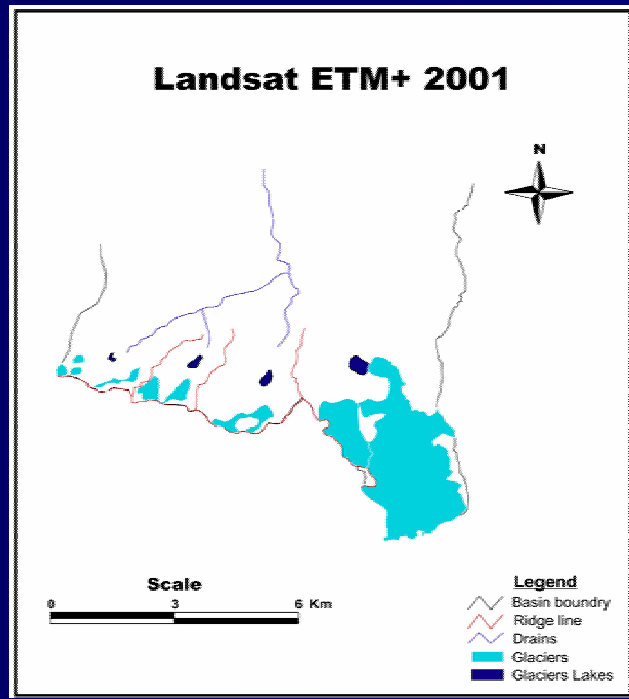 Landsat ETM+ 2001
N
Scale
0 3 6 Km
Legend
Basin boundry
Ridge line
Drains
Glaciers
Glaciers Lakes